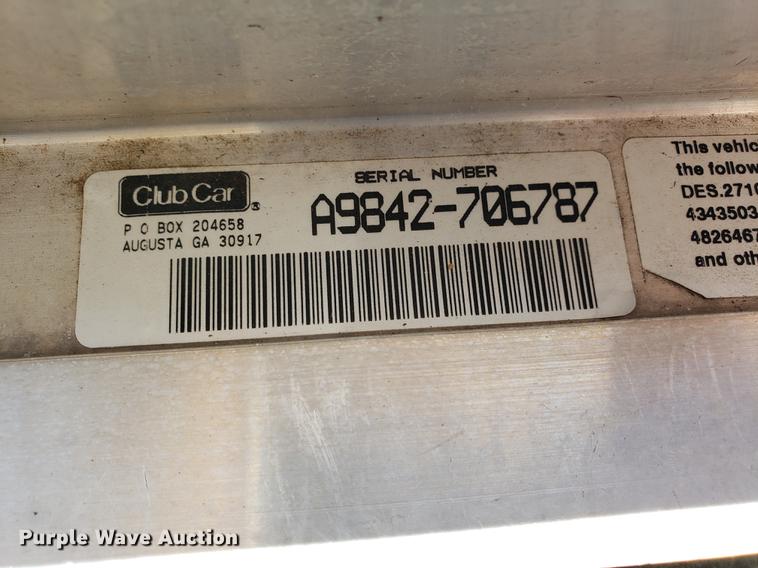 Club Car®
P O BOX 204658
AUGUSTA GA 30917
SERIAL NUMBER
A9842-706787
This vehic
the follow
DES.2710
4343503
4826467
and oth
Purple Wave Auction